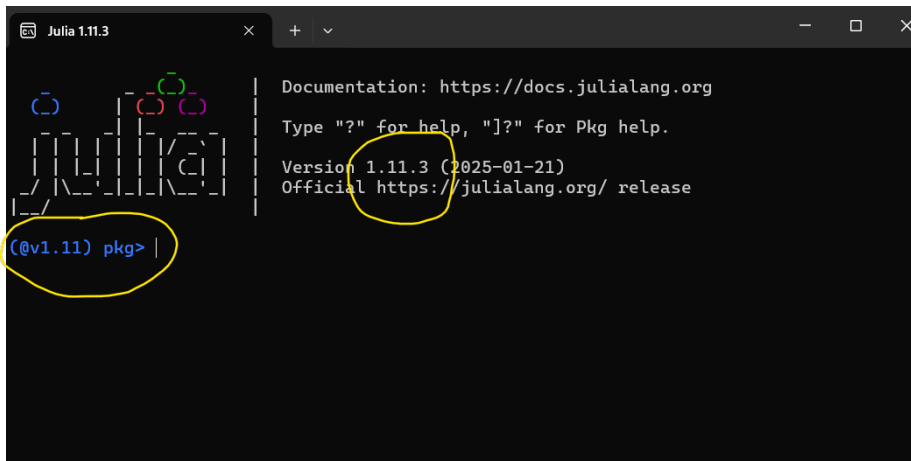 Julia 1.11.3
Documentation: https://docs.julialang.org
Type "?" for help, "]?" for Pkg help.
Version 1.11.3 (2025-01-21)
Official https://julialang.org/ release
(@v1.11) pkg>